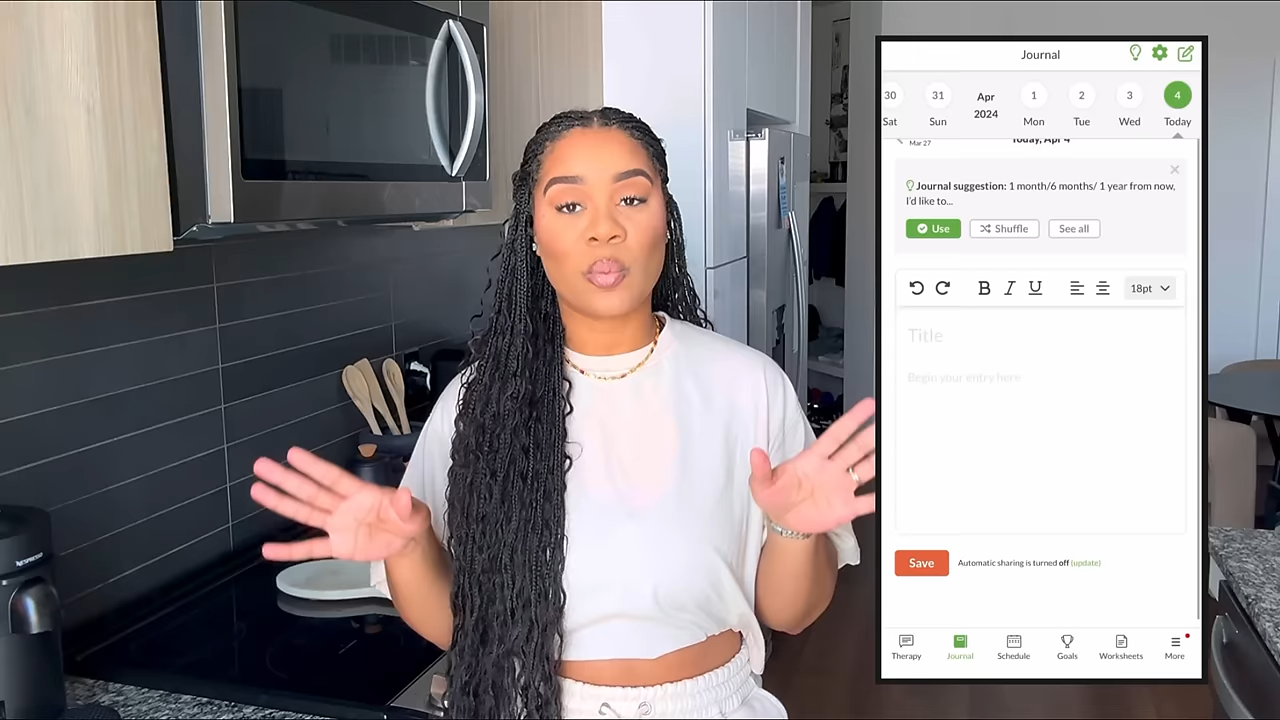 NESPRESSO
Journal
30
31
Apr
2024
1
2
3
4
Sat
Sun
Mon
Tue
Wed
Today
Mar 27
Today, Apr 4
Journal suggestion: 1 month/6 months/ 1 year from now,
I'd like to...
Use
Shuffle
See all
B I U
18pt
Title
Begin your entry here
Save
Automatic sharing is turned off (update)
Therapy
Journal
Schedule
Goals
Worksheets
More